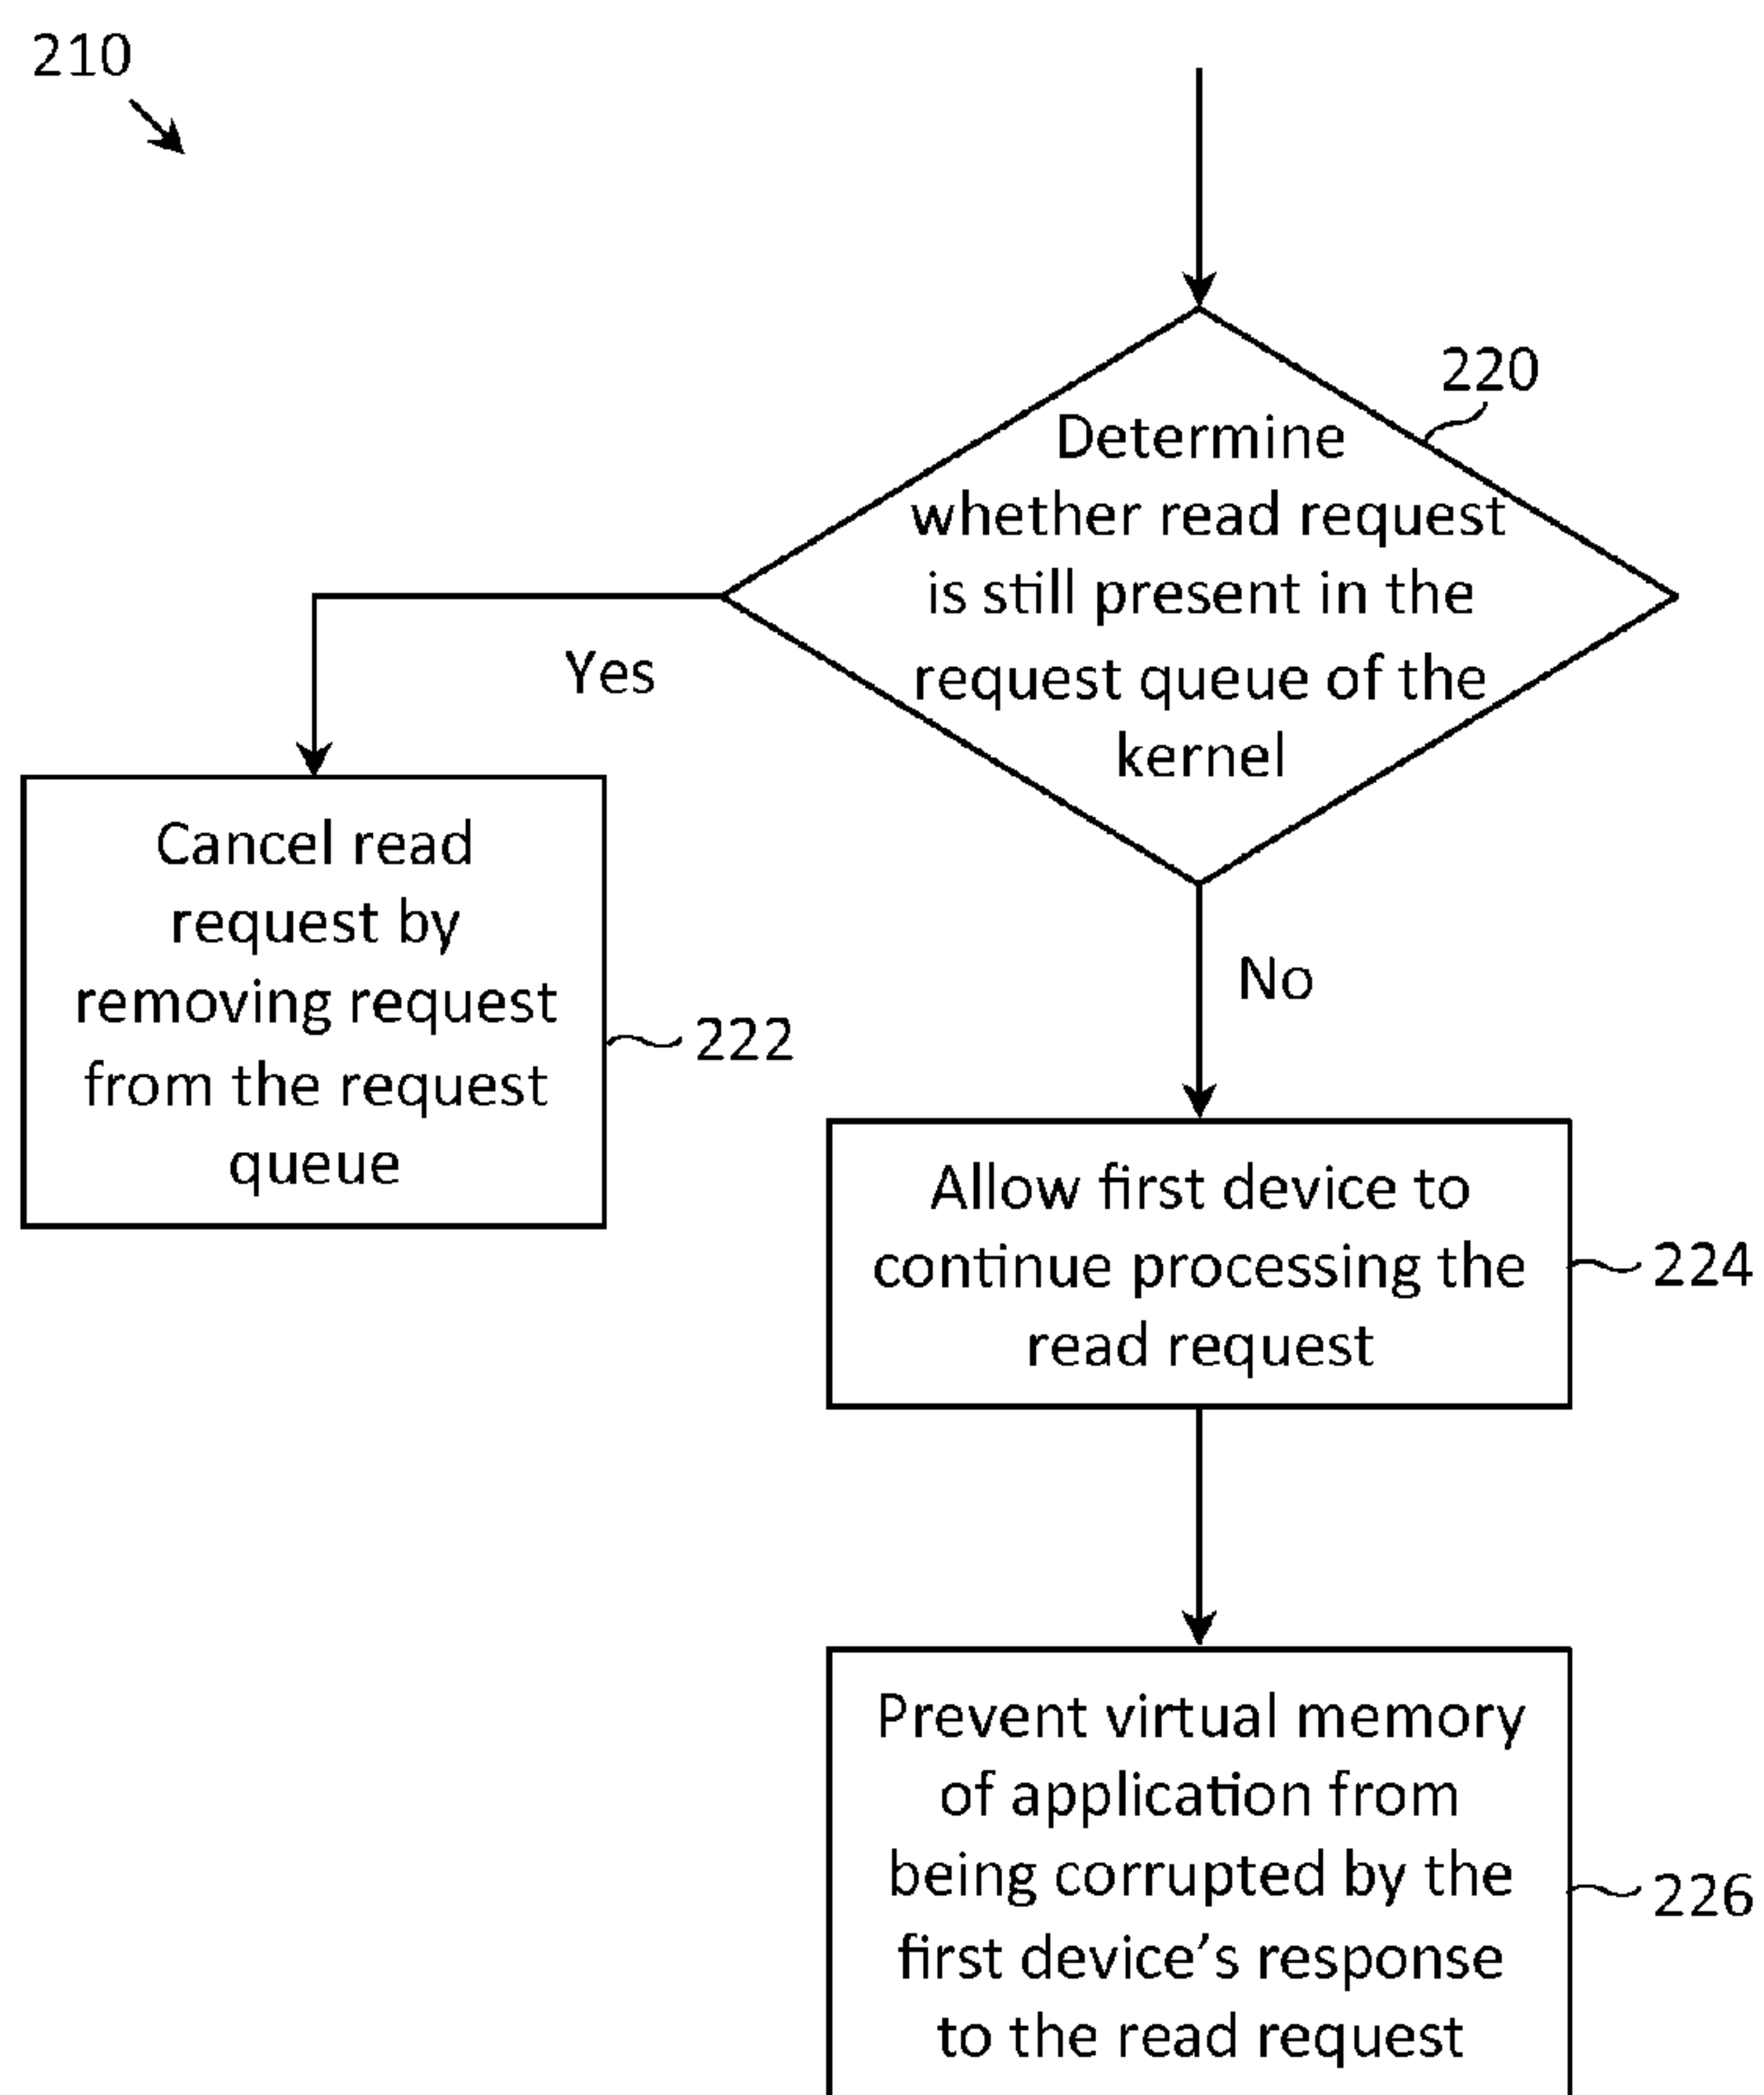 210
220
Determine
whether read request
is still present in the
request queue of the
kernel
Yes
Cancel read
request by
removing request
from the request
queue
222
No
Allow first device to
continue processing the
read request
224
Prevent virtual memory
of application from
being corrupted by the
first device’s response
to the read request
226